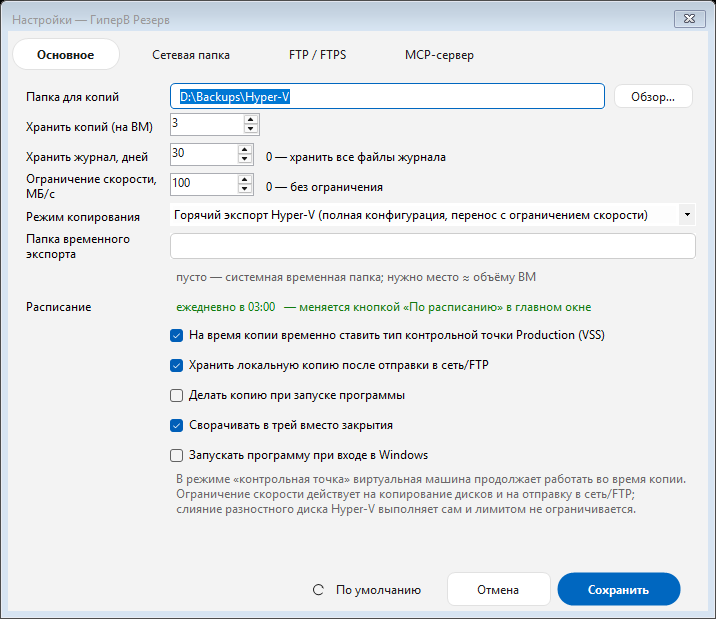 Настройки — ГиперВ Резерв
Основное
Сетевая папка
FTP / FTPS
MCP-сервер
Папка для копий
D:\Backups\Hyper-V
Обзор...
Хранить копий (на ВМ)
3
Хранить журнал, дней
30
0 — хранить все файлы журнала
Ограничение скорости,
МБ/с
100
0 — без ограничения
Режим копирования
Горячий экспорт Hyper-V (полная конфигурация, перенос с ограничением скорости)
Папка временного
экспорта
пусто — системная временная папка; нужно место ≈ объёму ВМ
Расписание
ежедневно в 03:00 — меняется кнопкой «По расписанию» в главном окне
На время копии временно ставить тип контрольной точки Production (VSS)
Хранить локальную копию после отправки в сеть/FTP
Делать копию при запуске программы
Сворачивать в трей вместо закрытия
Запускать программу при входе в Windows
В режиме «контрольная точка» виртуальная машина продолжает работать во время копии.
Ограничение скорости действует на копирование дисков и на отправку в сеть/FTP;
слияние разностного диска Hyper-V выполняет сам и лимитом не ограничивается.
По умолчанию
Отмена
Сохранить